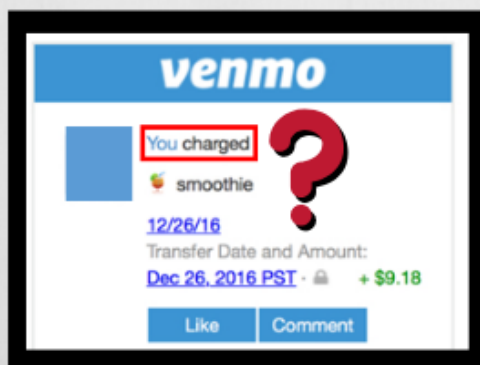 venmo
You charged
smoothie
12/26/16
Transfer Date and Amount:
Dec 26, 2016 PST · + $9.18
Like Comment
?